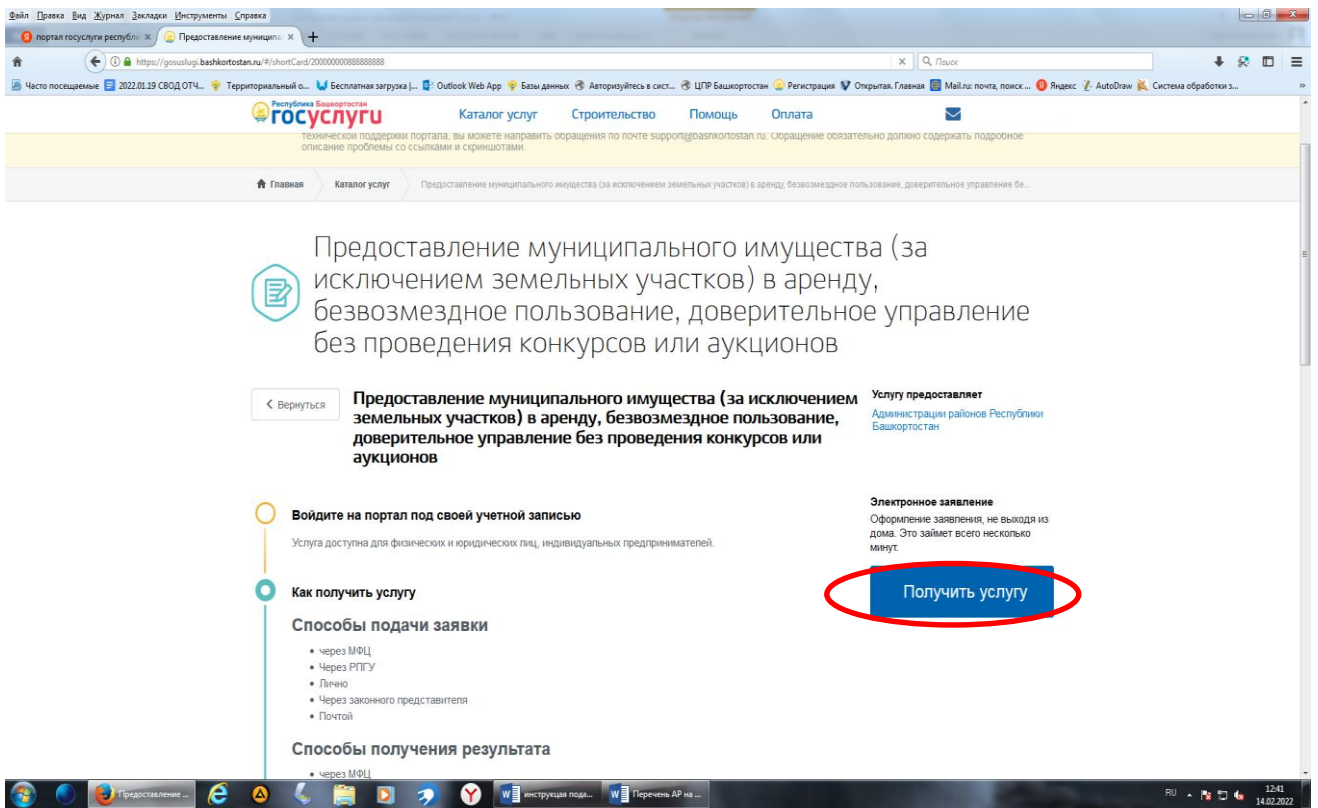 Файл Правка Вид Журнал Закладки Инструменты Справка
портал госуслуги республи
Предоставление муниципа
https://gosuslugi.bashkortostan.ru/#/shortCard/200000000888888888
Поиск
Часто посещаемые 2022.01.19 СВОД ОТЧ... Территориальный о... Бесплатная загрузка |... Outlook Web App Базы данных Авторизуйтесь в сист... ЦПР Башкортостан Регистрация Открытая. Главная Mail.ru: почта, поиск ... Яндекс AutoDraw Система обработки з...
Республика Башкортостан
госуслуги
Каталог услуг Строительство Помощь Оплата
технической поддержки портала, вы можете направить обращения по почте support@bashkortostan.ru. Обращение обязательно должно содержать подробное
описание проблемы со ссылками и скриншотами.
Главная Каталог услуг Предоставление муниципального имущества (за исключением земельных участков) в аренду, безвозмездное пользование, доверительное управление бе...
Предоставление муниципального имущества (за
исключением земельных участков) в аренду,
безвозмездное пользование, доверительное управление
без проведения конкурсов или аукционов
Вернуться
Предоставление муниципального имущества (за исключением
земельных участков) в аренду, безвозмездное пользование,
доверительное управление без проведения конкурсов или
аукционов
Услугу предоставляет
Администрации районов Республики
Башкортостан
Войдите на портал под своей учетной записью
Услуга доступна для физических и юридических лиц, индивидуальных предпринимателей.
Электронное заявление
Оформление заявления, не выходя из
дома. Это займет всего несколько
минут.
Получить услугу
Как получить услугу
Способы подачи заявки
• через МФЦ
• Через РПГУ
• Лично
• Через законного представителя
• Почтой
Способы получения результата
• через МФЦ
Предоставление ...
инструкция пода...
Перечень АР на ...
RU
12:41
14.02.2022